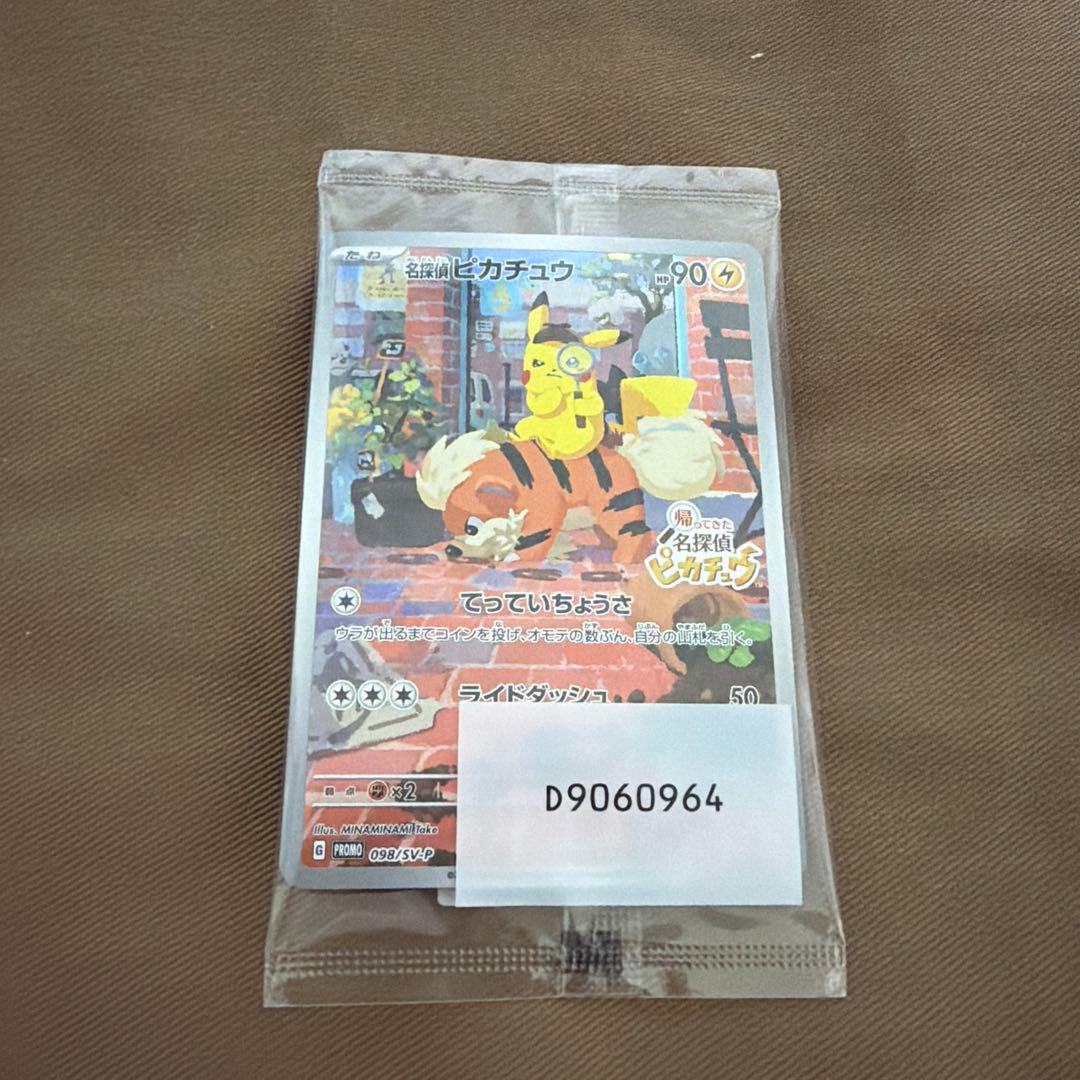 たね
名探偵ピカチュウ HP90
帰ってきた
名探偵
ピカチュウ
てっていちょうさ
ウラが出るまでコインを投げ、オモテの数ぶん、自分の山札を引く。
ライドダッシュ 50
弱点 ×2
D9060964
Illus. MINAMINAMI Take
G PROMO 098/SV-P